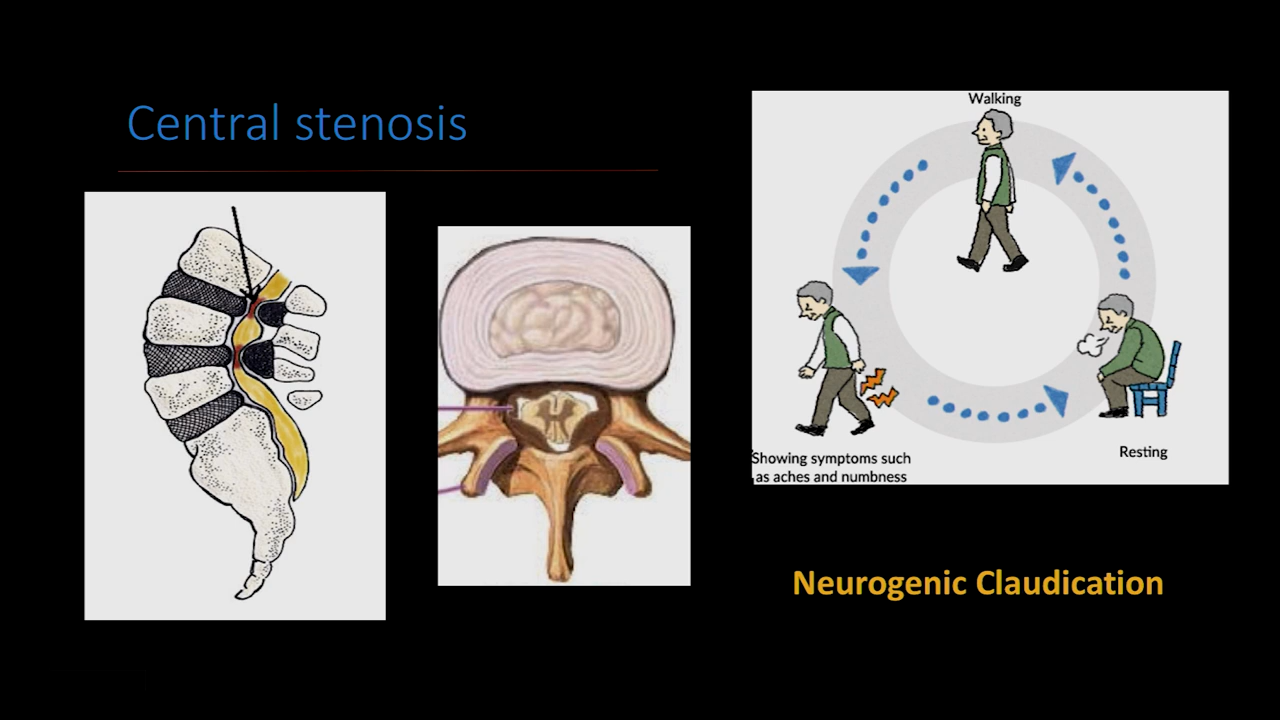 Central stenosis
Walking
Showing symptoms such
as aches and numbness
Resting
Neurogenic Claudication